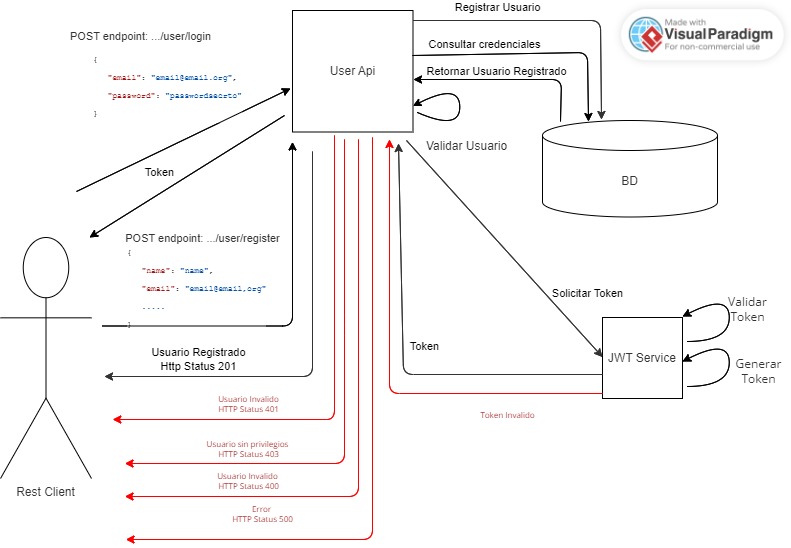 Registrar Usuario
Made with
VisualParadigm
For non-commercial use
POST endpoint: .../user/login
Consultar credenciales
{
User Api
Retornar Usuario Registrado
"email": "email@email.org",
"password": "passwordsecrto"
}
Validar Usuario
Token
BD
POST endpoint: .../user/register
{
"name": "name",
"email": "email@email,org"
.....
}
Solicitar Token
Validar
Token
Usuario Registrado
Http Status 201
Token
JWT Service
Generar
Token
Usuario Invalido
HTTP Status 401
Token Invalido
Usuario sin privilegios
HTTP Status 403
Usuario Invalido
HTTP Status 400
Rest Client
Error
HTTP Status 500